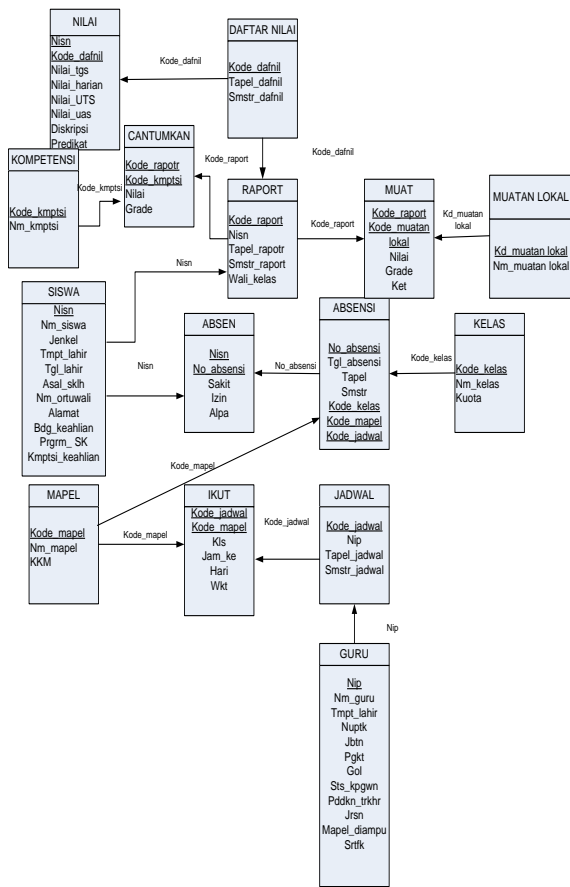 NILAI
Nisn
Kode_dafnil
Nilai_tgs
Nilai_harian
Nilai_UTS
Nilai_uas
Diskripsi
Predikat
Kode_dafnil
DAFTAR NILAI
Kode_dafnil
Tapel_dafnil
Smstr_dafnil
Kode_dafnil
KOMPETENSI
Kode_kmptsi
Nm_kmptsi
Kode_kmptsi
CANTUMKAN
Kode_rapotr
Kode_kmptsi
Nilai
Grade
Kode_raport
RAPORT
Kode_raport
Nisn
Tapel_rapotr
Smstr_raport
Wali_kelas
Kode_raport
MUAT
Kode_raport
Kode_muatan
lokal
Nilai
Grade
Ket
Kd_muatan
lokal
MUATAN LOKAL
Kd_muatan lokal
Nm_muatan lokal
SISWA
Nisn
Nm_siswa
Jenkel
Tmpt_lahir
Tgl_lahir
Asal_sklh
Nm_ortuwali
Alamat
Bdg_keahlian
Prgrm_ SK
Kmptsi_keahlian
Nisn
Nisn
ABSEN
Nisn
No_absensi
Sakit
Izin
Alpa
No_absensi
ABSENSI
No_absensi
Tgl_absensi
Tapel
Smstr
Kode_kelas
Kode_mapel
Kode_jadwal
Kode_kelas
KELAS
Kode_kelas
Nm_kelas
Kuota
Kode_mapel
MAPEL
Kode_mapel
Nm_mapel
KKM
Kode_mapel
IKUT
Kode_jadwal
Kode_mapel
Kls
Jam_ke
Hari
Wkt
Kode_jadwal
JADWAL
Kode_jadwal
Nip
Tapel_jadwal
Smstr_jadwal
Nip
GURU
Nip
Nm_guru
Tmpt_lahir
Nuptk
Jbtn
Pgkt
Gol
Sts_kpgwn
Pddkn_trkhr
Jrsn
Mapel_diampu
Srtfk